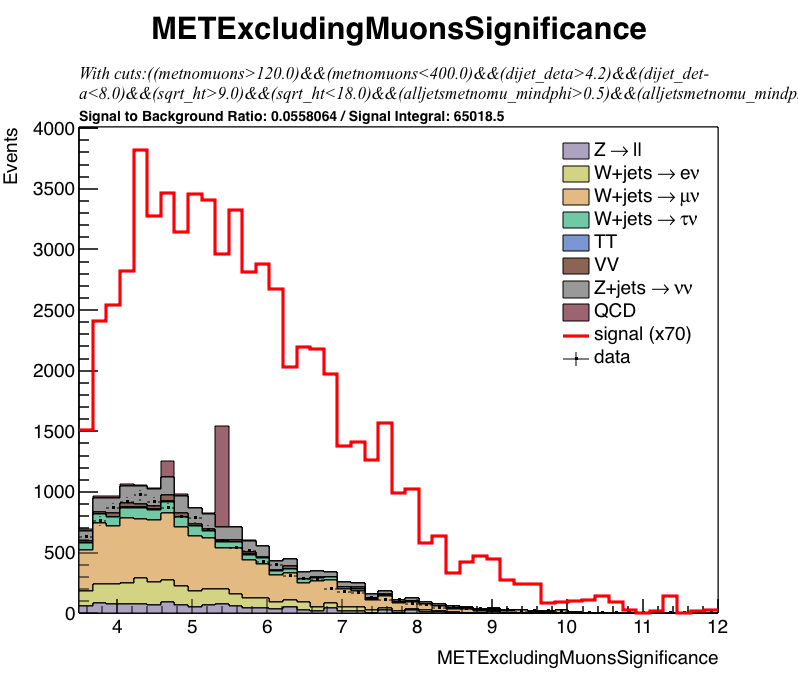 METExcludingMuonsSignificance
With cuts:((metnomuons>120.0)&&(metnomuons<400.0)&&(dijet_deta>4.2)&&(dijet_det-
a<8.0)&&(sqrt_ht>9.0)&&(sqrt_ht<18.0)&&(alljetsmetnomu_mindphi>0.5)&&(alljetsmetnomu_mindp
Signal to Background Ratio: 0.0558064 / Signal Integral: 65018.5
Events
4000
3500
3000
2500
2000
1500
1000
500
0
Z → ll
W+jets → eν
W+jets → μν
W+jets → τν
TT
VV
Z+jets → νν
QCD
signal (x70)
data
4 5 6 7 8 9 10 11 12
METExcludingMuonsSignificance